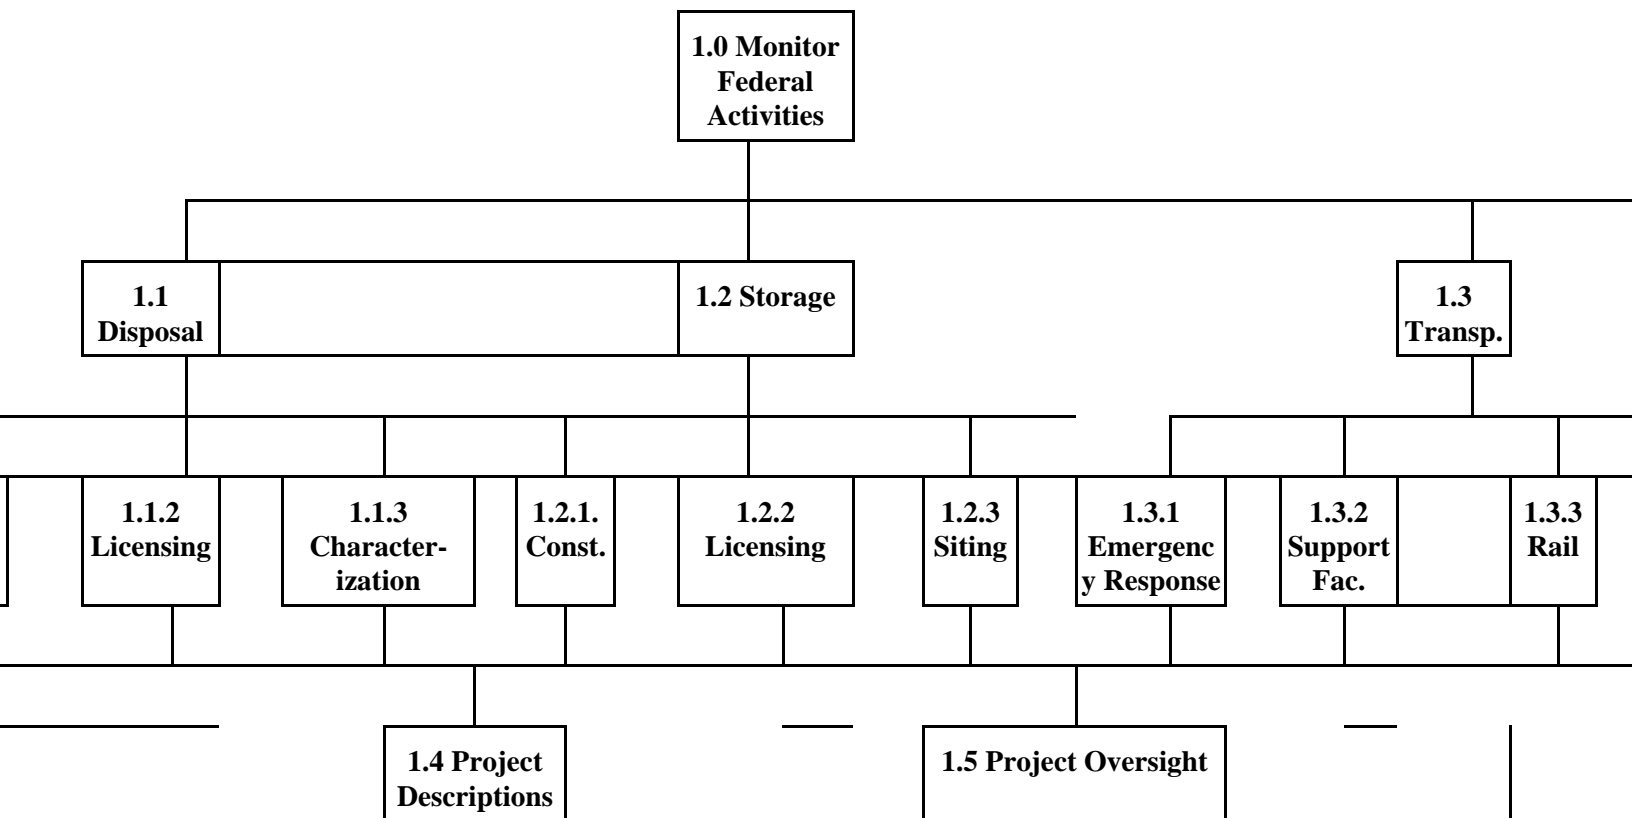 1.0 Monitor
Federal
Activities
1.1
Disposal
1.2 Storage
1.3
Transp.
1.1.2
Licensing
1.1.3
Character-
ization
1.2.1.
Const.
1.2.2
Licensing
1.2.3
Siting
1.3.1
Emergenc
y Response
1.3.2
Support
Fac.
1.3.3
Rail
1.4 Project
Descriptions
1.5 Project Oversight